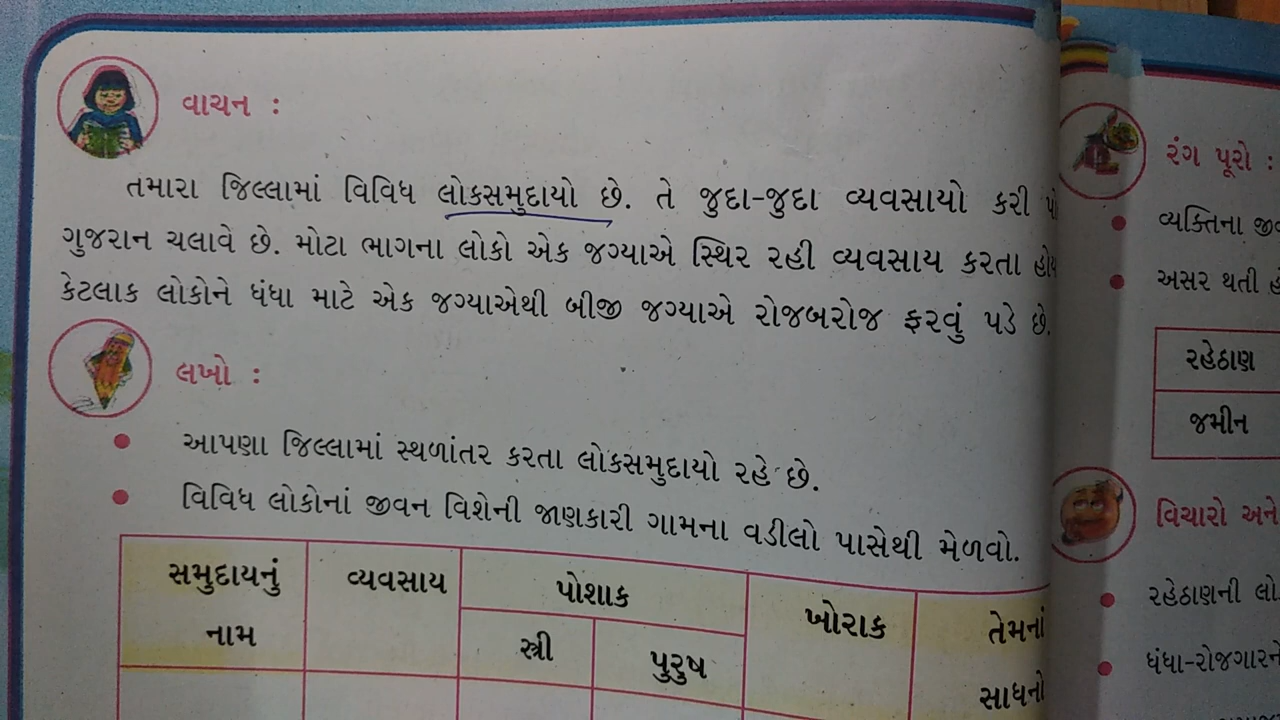 વાચન :
તમારા જિલ્લામાં વિવિધ લોકસમુદાયો છે. તે જુદા-જુદા વ્યવસાયો કરી
ગુજરાન ચલાવે છે. મોટા ભાગના લોકો એક જગ્યાએ સ્થિર રહી વ્યવસાય કરતા
કેટલાક લોકોને ધંધા માટે એક જગ્યાએથી બીજી જગ્યાએ રોજબરોજ ફરવું પડે છે.
લખો :
• આપણા જિલ્લામાં સ્થળાંતર કરતા લોકસમુદાયો રહે છે.
• વિવિધ લોકોનાં જીવન વિશેની જાણકારી ગામના વડીલો પાસેથી મેળવો.
સમુદાયનું
નામ
વ્યવસાય
પોશાક
સ્ત્રી
પુરુષ
ખોરાક
તેમનાં
સાધનો
રંગ પૂરો :
• વ્યક્તિના
• અસર થતી
રહેઠાણ
જમીન
વિચારો અને
• રહેઠાણની
• ધંધા-રોજગારને